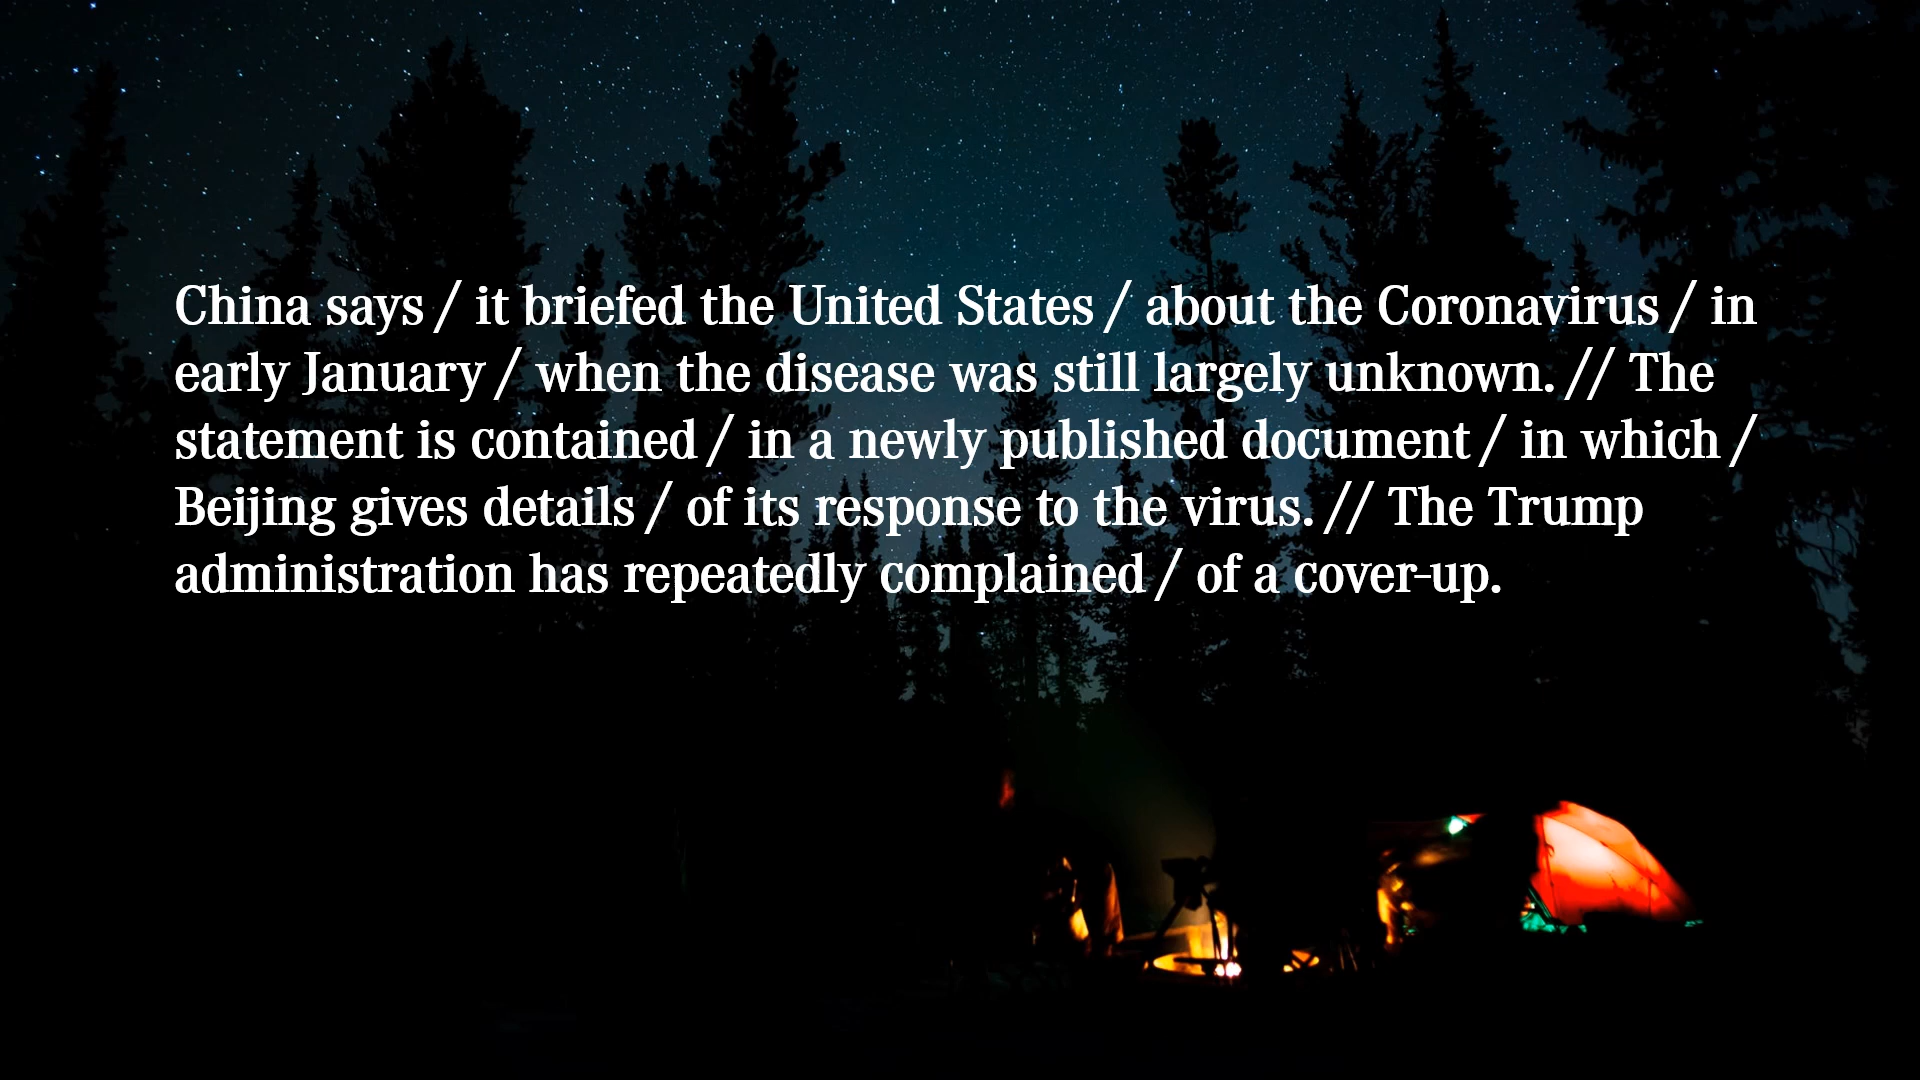 China says / it briefed the United States / about the Coronavirus / in
early January / when the disease was still largely unknown. // The
statement is contained / in a newly published document / in which /
Beijing gives details / of its response to the virus. // The Trump
administration has repeatedly complained / of a cover-up.